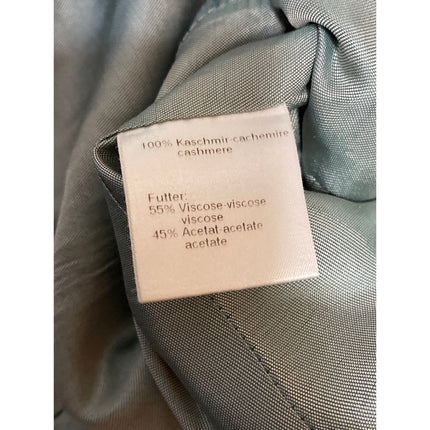 100% Kaschmir-cachemire
cashmere
Futter:
55% Viscose-viscose
viscose
45% Acetat-acetate
acetate